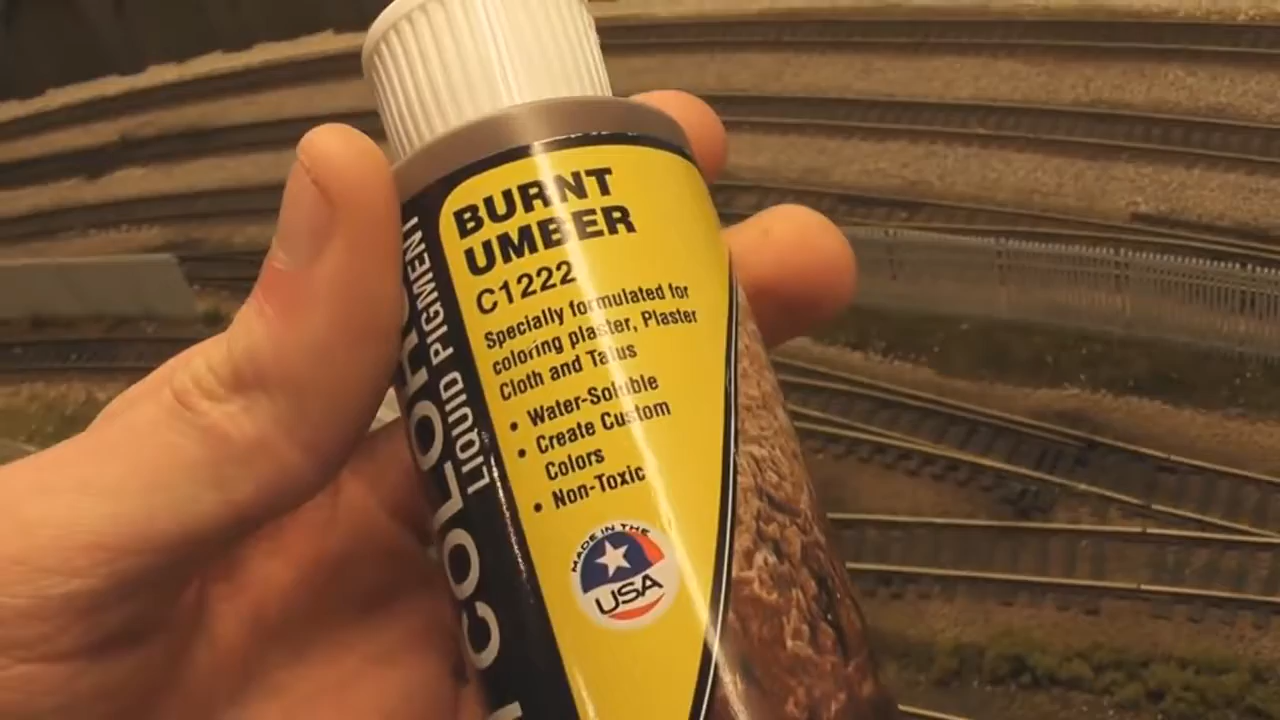 BURNT
UMBER
C1222
Specially formulated for
coloring plaster, Plaster
Cloth and Talus
• Water-Soluble
• Create Custom
Colors
• Non-Toxic
MADE IN THE
USA
LIQUID PIGMENT